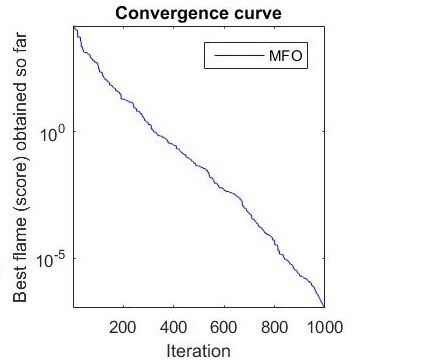 Convergence curve
MFO
Best flame (score) obtained so far
10^0
10^-5
200 400 600 800 1000
Iteration